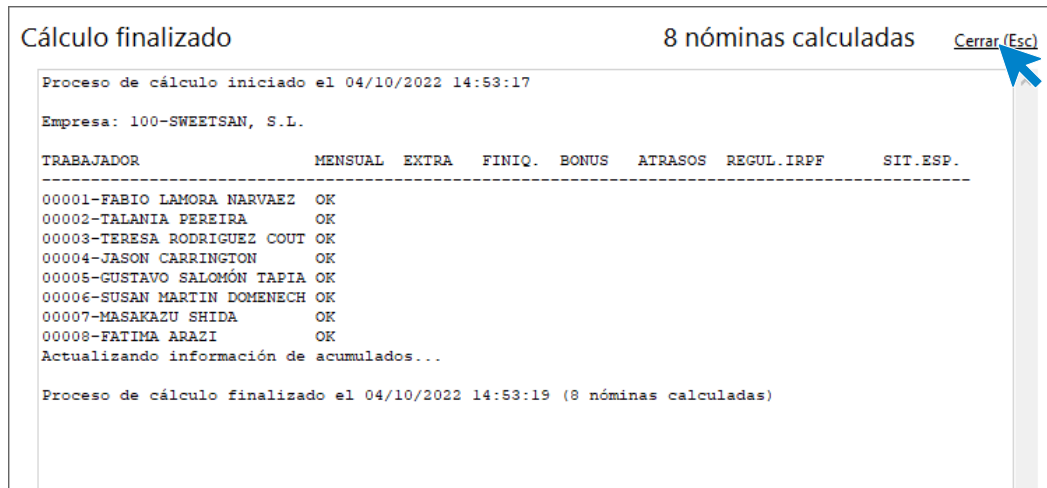 Cálculo finalizado 8 nóminas calculadas Cerrar (Esc)
Proceso de cálculo iniciado el 04/10/2022 14:53:17
Empresa: 100-SWEETSAN, S.L.
TRABAJADOR MENSUAL EXTRA FINIQ. BONUS ATRASOS REGUL.IRPF SIT.ESP.
00001-FABIO LAMORA NARVAEZ OK
00002-TALANIA PEREIRA OK
00003-TERESA RODRIGUEZ COUT OK
00004-JASON CARRINGTON OK
00005-GUSTAVO SALOMÓN TAPIA OK
00006-SUSAN MARTIN DOMENECH OK
00007-MASAKAZU SHIDA OK
00008-FATIMA ARAZI OK
Actualizando información de acumulados...
Proceso de cálculo finalizado el 04/10/2022 14:53:19 (8 nóminas calculadas)